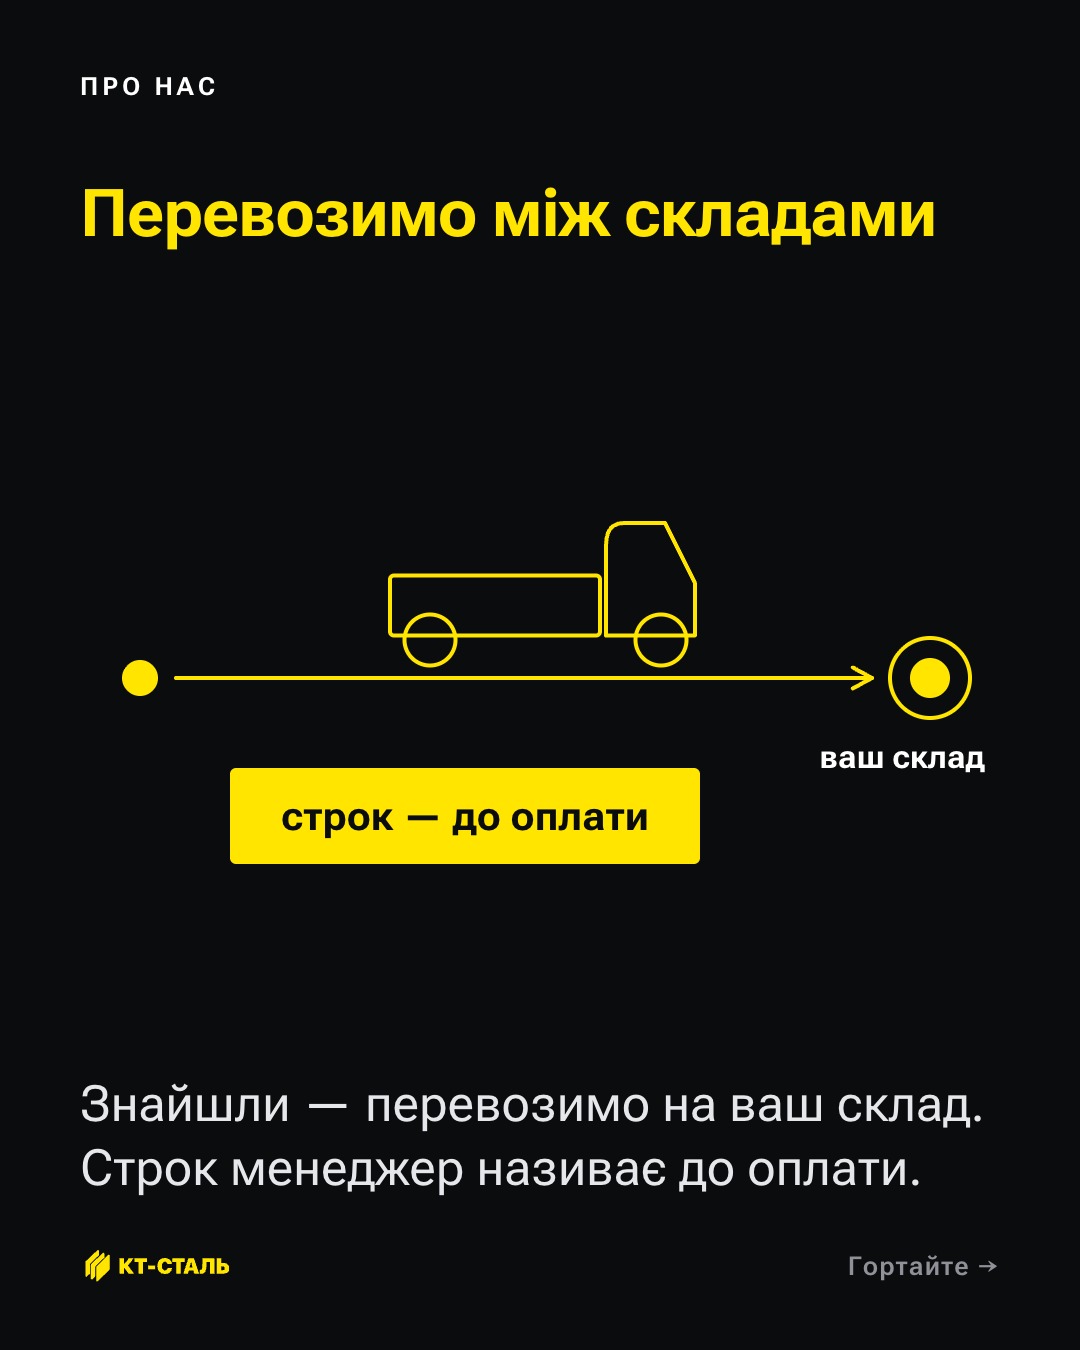 ПРО НАС
Перевозимо між складами
ваш склад
строк — до оплати
Знайшли — перевозимо на ваш склад.
Строк менеджер називає до оплати.
КТ-СТАЛЬ
Гортайте →